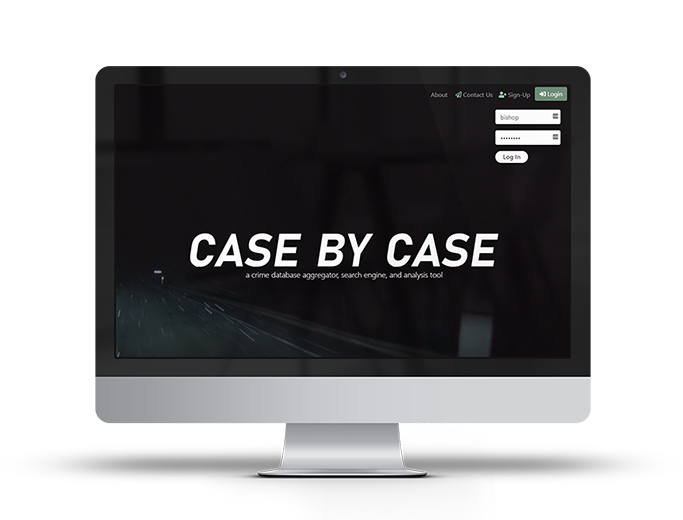 About Contact Us Sign-Up Login
bishop
••••••••
Log In
CASE BY CASE
a crime database aggregator, search engine, and analysis tool